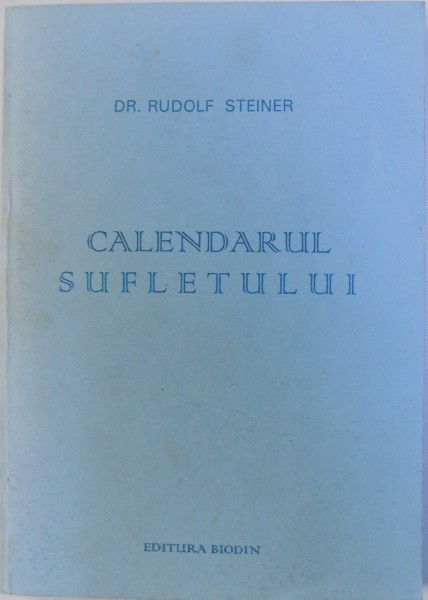 DR. RUDOLF STEINER
CALENDARUL
SUFLETULUI
EDITURA BIODIN